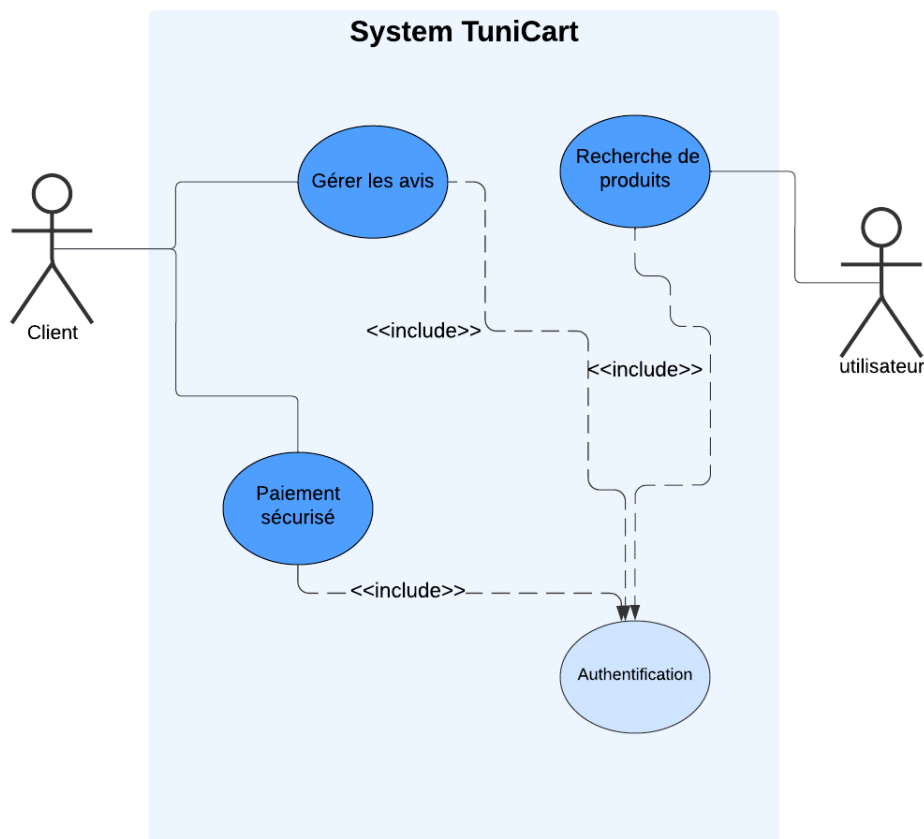 System TuniCart
Gérer les avis
Recherche de
produits
Client
<<include>>
utilisateur
<<include>>
Paiement
sécurisé
<<include>>
Authentification